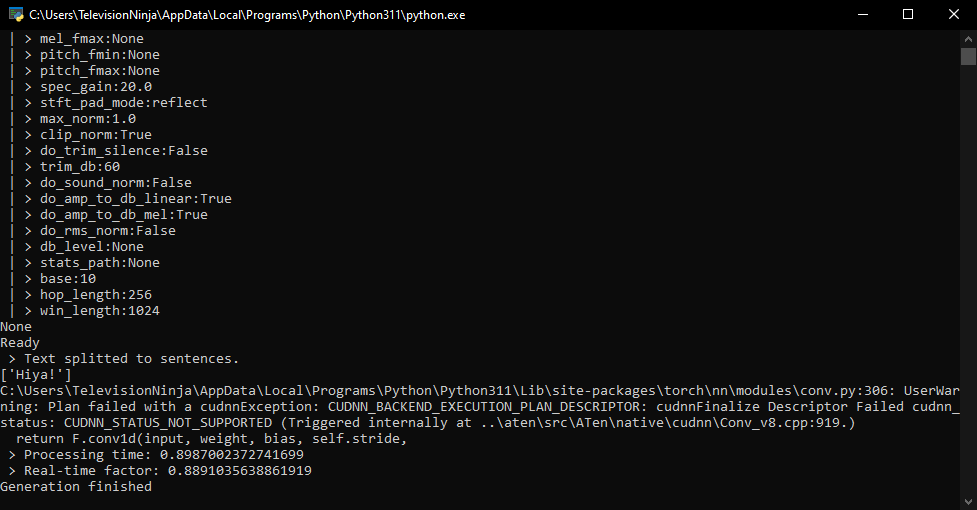 C:\Users\TelevisionNinja\AppData\Local\Programs\Python\Python311\python.exe
| > mel_fmax:None
| > pitch_fmin:None
| > pitch_fmax:None
| > spec_gain:20.0
| > stft_pad_mode:reflect
| > max_norm:1.0
| > clip_norm:True
| > do_trim_silence:False
| > trim_db:60
| > do_sound_norm:False
| > do_amp_to_db_linear:True
| > do_amp_to_db_mel:True
| > do_rms_norm:False
| > db_level:None
| > stats_path:None
| > base:10
| > hop_length:256
| > win_length:1024
None
Ready
 > Text splitted to sentences.
['Hiya!']
C:\Users\TelevisionNinja\AppData\Local\Programs\Python\Python311\Lib\site-packages\torch\nn\modules\conv.py:306: UserWar
ning: Plan failed with a cudnnException: CUDNN_BACKEND_EXECUTION_PLAN_DESCRIPTOR: cudnnFinalize Descriptor Failed cudnn_
status: CUDNN_STATUS_NOT_SUPPORTED (Triggered internally at ..\aten\src\ATen\native\cudnn\Conv_v8.cpp:919.)
  return F.conv1d(input, weight, bias, self.stride,
 > Processing time: 0.8987002372741699
 > Real-time factor: 0.8891035638861919
Generation finished